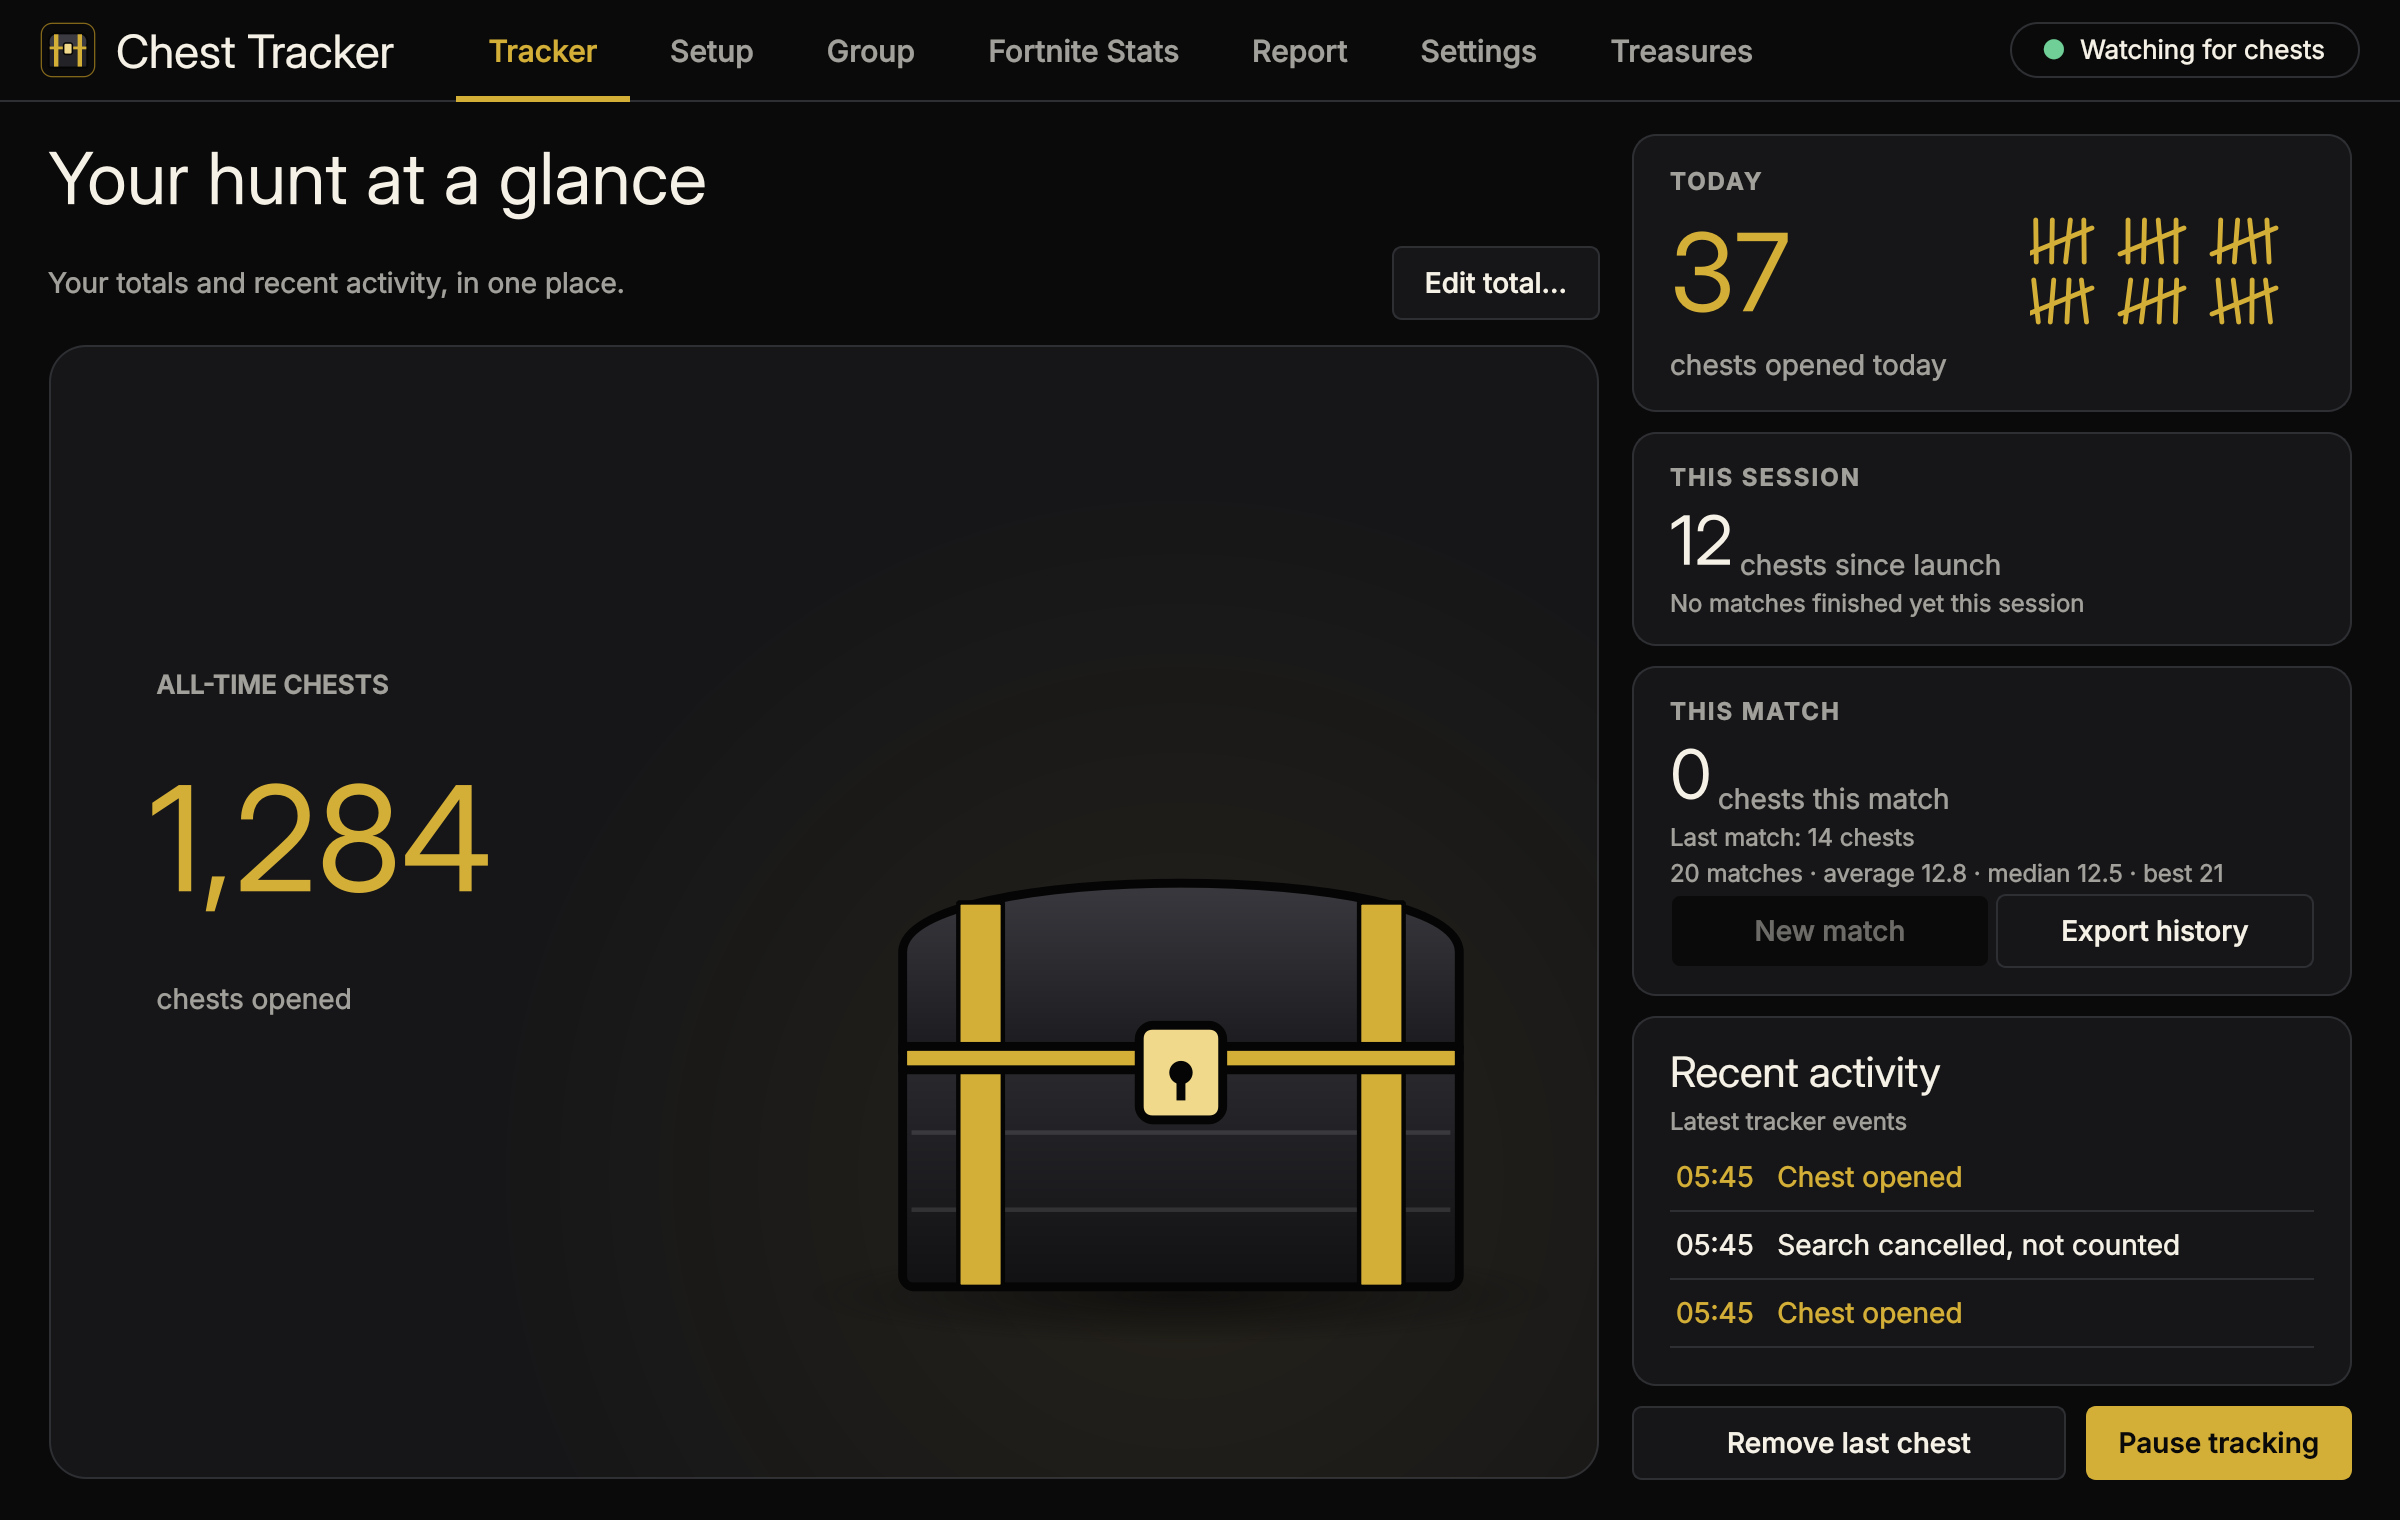 Chest Tracker
Tracker
Setup
Group
Fortnite Stats
Report
Settings
Treasures
Watching for chests
Your hunt at a glance
Your totals and recent activity, in one place.
Edit total...
ALL-TIME CHESTS
1,284
chests opened
TODAY
37
chests opened today
THIS SESSION
12 chests since launch
No matches finished yet this session
THIS MATCH
0 chests this match
Last match: 14 chests
20 matches · average 12.8 · median 12.5 · best 21
New match
Export history
Recent activity
Latest tracker events
05:45 Chest opened
05:45 Search cancelled, not counted
05:45 Chest opened
Remove last chest
Pause tracking